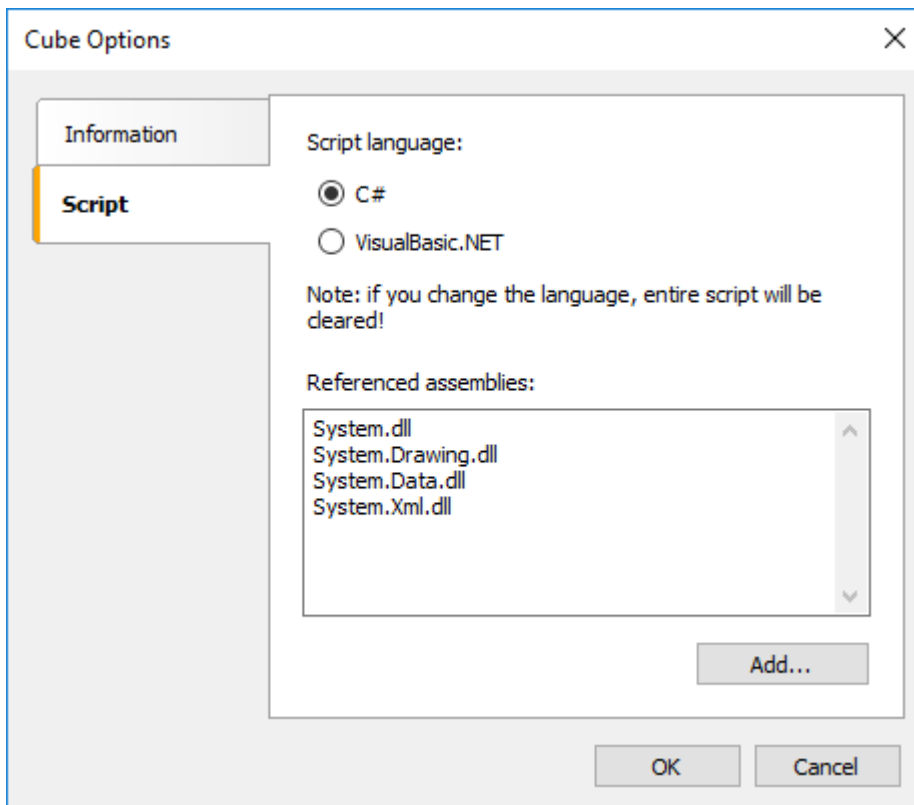 Cube Options
Information
Script
Script language:
C#
VisualBasic.NET
Note: if you change the language, entire script will be
cleared!
Referenced assemblies:
System.dll
System.Drawing.dll
System.Data.dll
System.Xml.dll
Add...
OK
Cancel